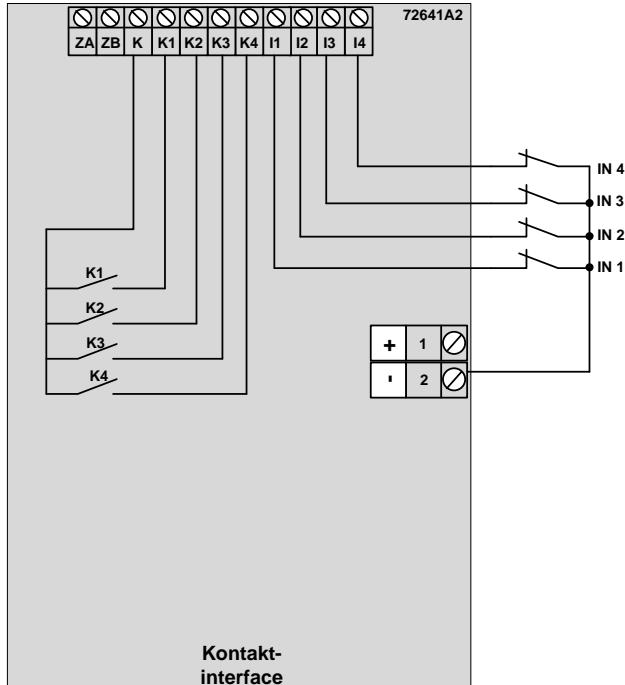 72641A2
ZA ZB K K1 K2 K3 K4 I1 I2 I3 I4
IN 4
IN 3
IN 2
IN 1
K1
K2
K3
K4
+ 1
- 2
Kontakt-
interface